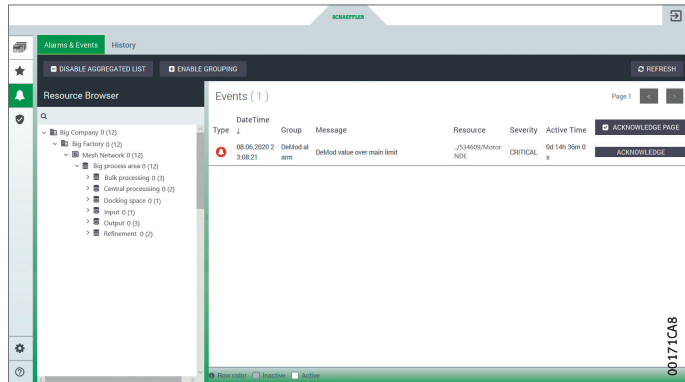 SCHAEFFLER
Alarms & Events History
DISABLE AGGREGATED LIST ENABLE GROUPING REFRESH
Resource Browser
Big Company 0 (12)
Big Factory 0 (12)
Mesh Network 0 (12)
Big process area 0 (12)
Bulk processing 0 (3)
Central processsing 0 (2)
Docking space 0 (1)
Input 0 (1)
Output 0 (3)
Refinement 0 (2)
Events ( 1 ) Page 1 < >
Type DateTime ↓ Group Message Resource Severity Active Time ACKNOWLEDGE PAGE
08.06.2020 2 DeMod al DeMod value over main limit ../534609/Motor CRITICAL 0d 14h 36m 0 ACKNOWLEDGE
3:08:21 arm NDE s
Row color Inactive Active
00171CA8